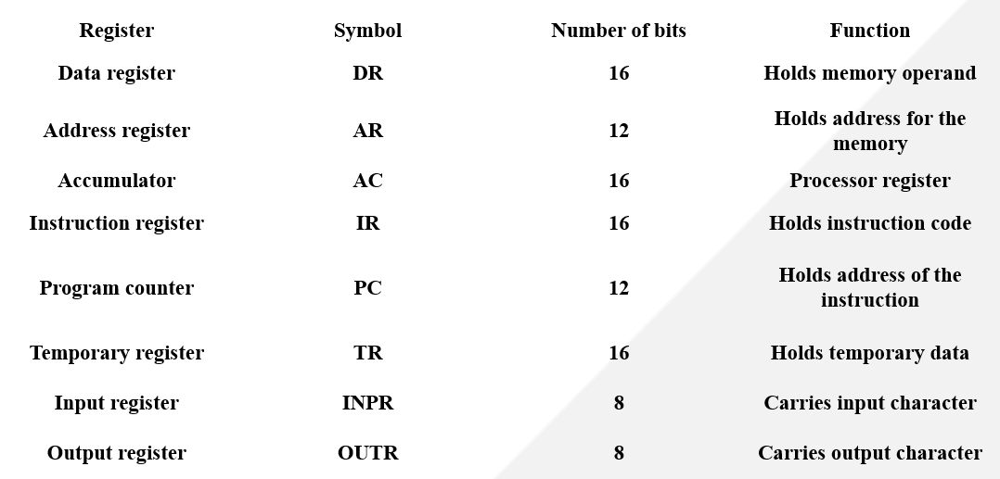 Register Symbol Number of bits Function
Data register DR 16 Holds memory operand
Address register AR 12 Holds address for the
memory
Accumulator AC 16 Processor register
Instruction register IR 16 Holds instruction code
Program counter PC 12 Holds address of the
instruction
Temporary register TR 16 Holds temporary data
Input register INPR 8 Carries input character
Output register OUTR 8 Carries output character